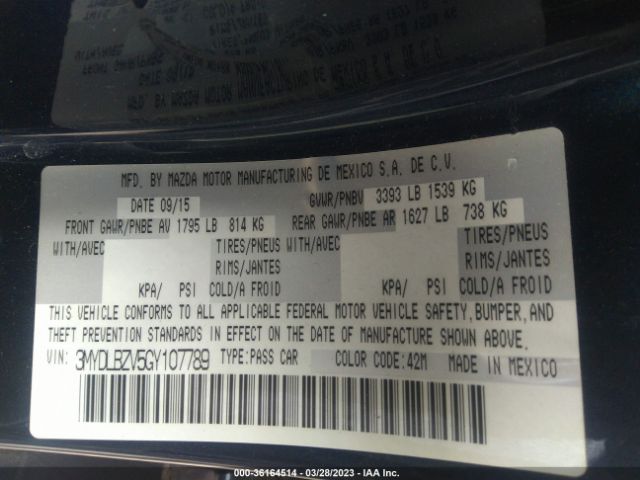 MFD. BY MAZDA MOTOR MANUFACTURING DE MEXICO S.A. DE C.V.
DATE 09/15 GVWR/PNBV 3393 LB 1539 KG
FRONT GAWR/PNBE AV 1795 LB 814 KG REAR GAWR/PNBE AR 1627 LB 738 KG
WITH/AVEC TIRES/PNEUS WITH/AVEC TIRES/PNEUS
RIMS/JANTES RIMS/JANTES
KPA/ PSI COLD/A FROID KPA/ PSI COLD/A FROID
THIS VEHICLE CONFORMS TO ALL APPLICABLE FEDERAL MOTOR VEHICLE SAFETY, BUMPER, AND
THEFT PREVENTION STANDARDS IN EFFECT ON THE DATE OF MANUFACTURE SHOWN ABOVE.
VIN: 3MYDLBZV5GY107789 TYPE: PASS CAR COLOR CODE: 42M MADE IN MEXICO
000-36164514 - 03/28/2023 - IAA Inc.